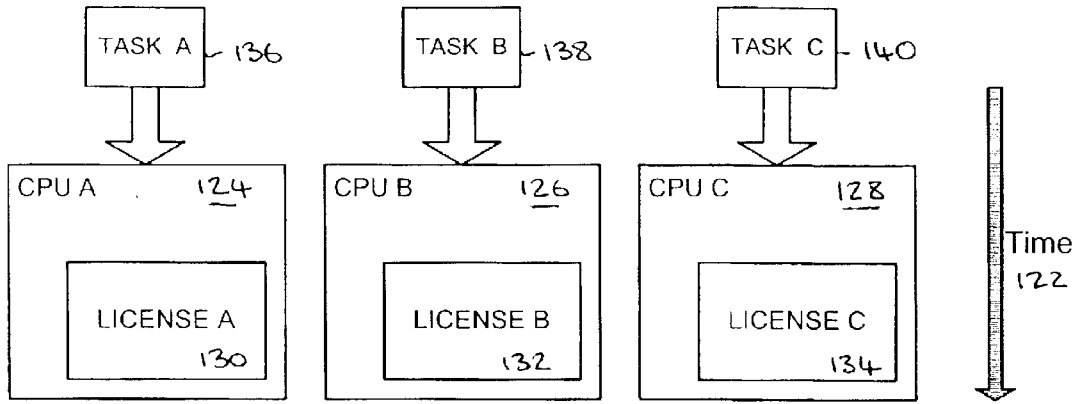 TASK A 136
TASK B 138
TASK C 140
CPU A 124
CPU B 126
CPU C 128
Time
122
LICENSE A
130
LICENSE B
132
LICENSE C
134